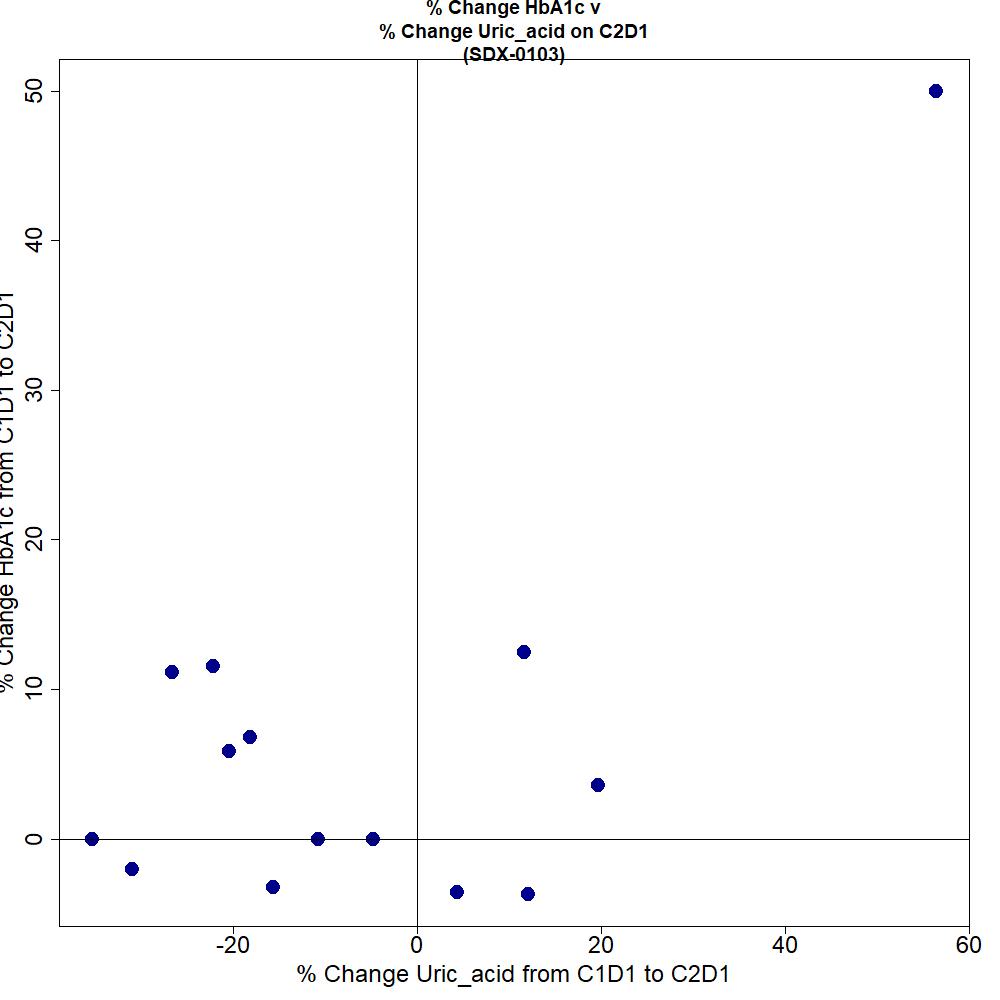 % Change HbA1c v
% Change Uric_acid on C2D1
(SDX-0103)
% Change HbA1c from C1D1 to C2D1
50
40
30
20
10
0
-20
0
20
40
60
% Change Uric_acid from C1D1 to C2D1